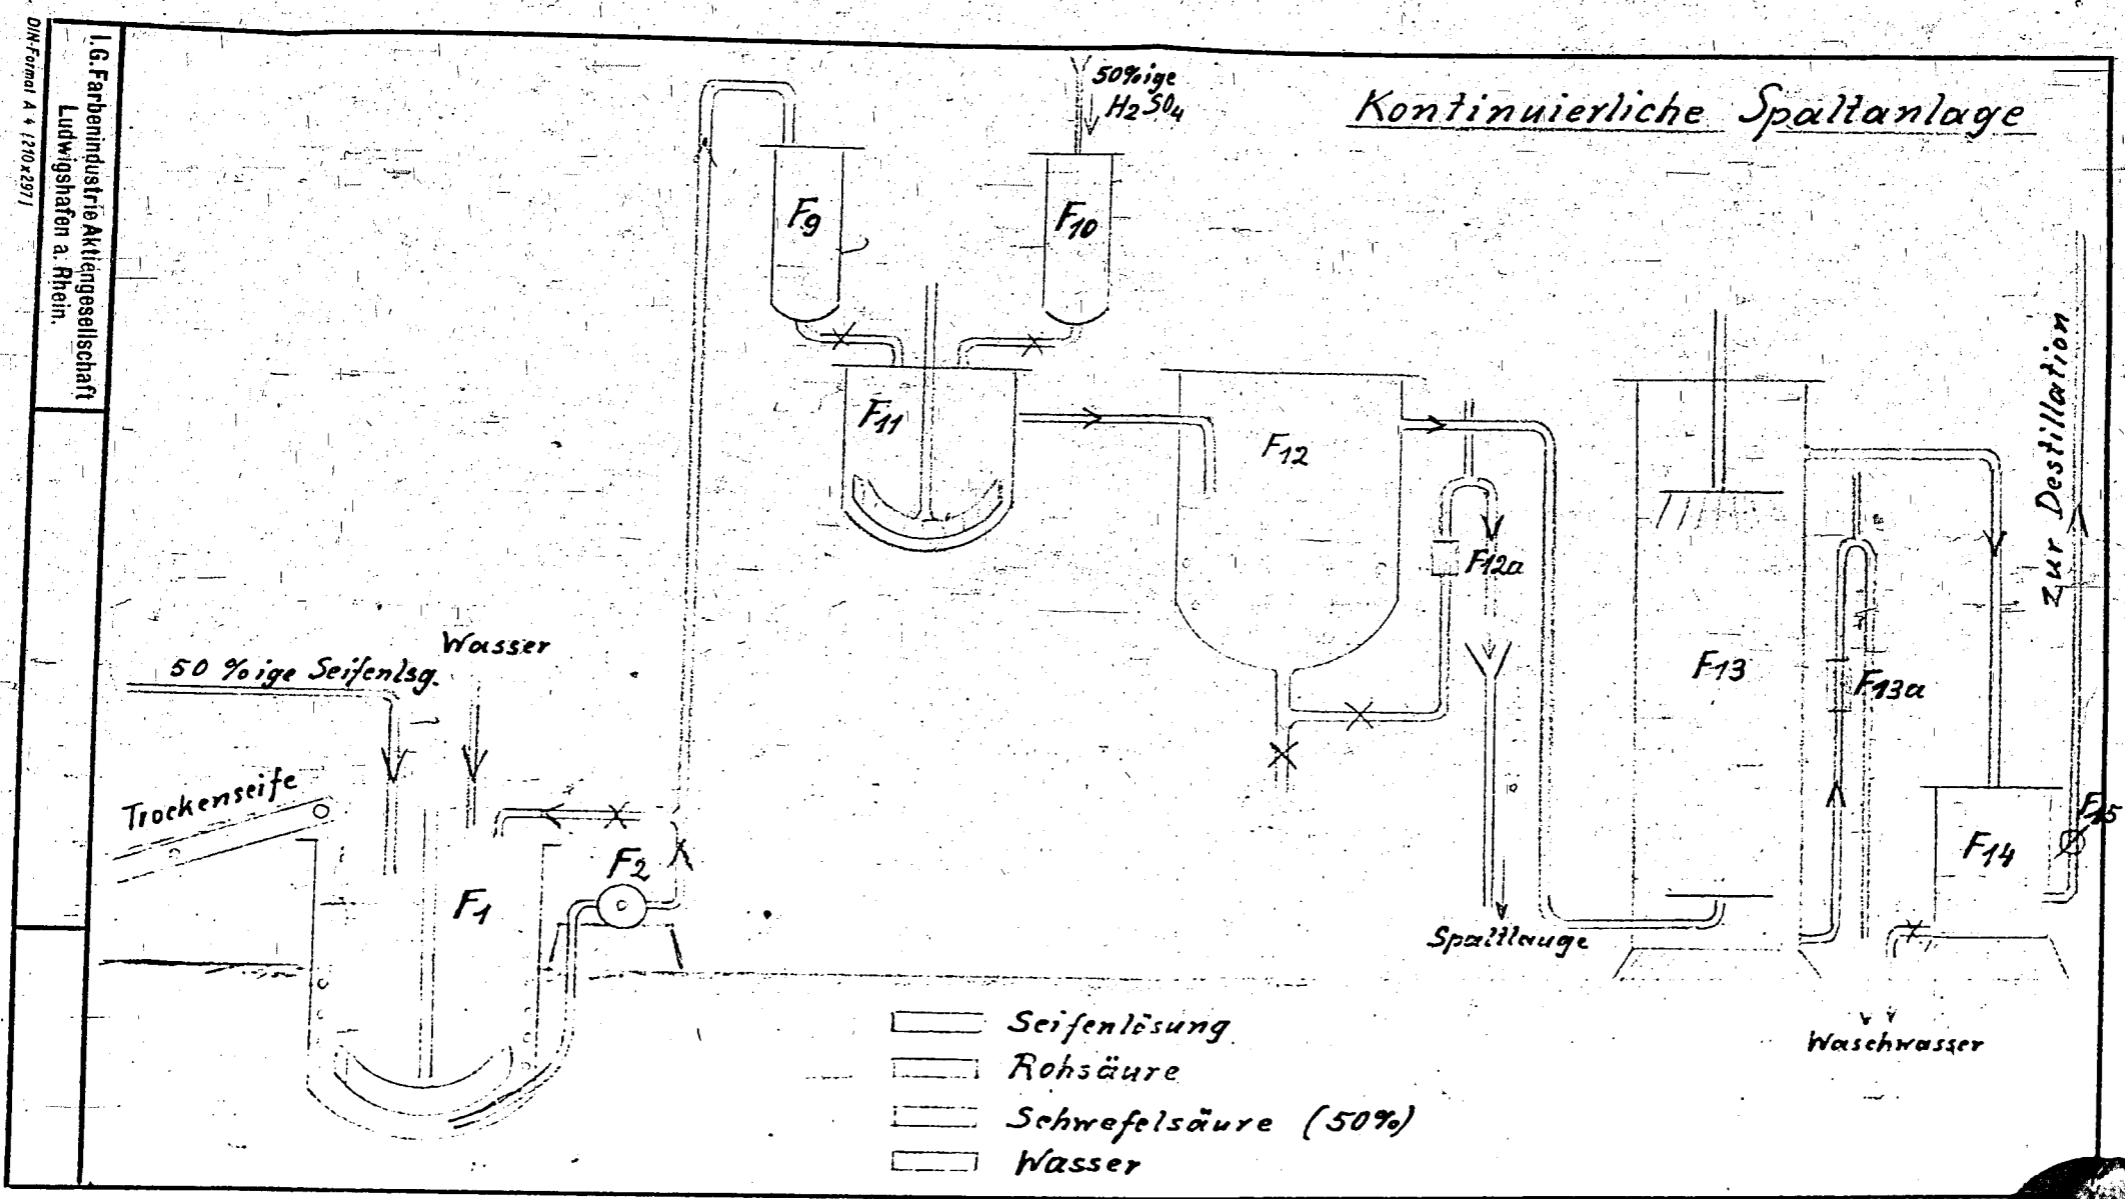 DIN-Format A 4 (210x297)
I.G. Farbenindustrie Aktiengesellschaft
Ludwigshafen a. Rhein.
Kontinuierliche Spaltanlage
50%ige
H2SO4
F9
F10
F11
F12
F12a
F13
F13a
zur Destillation
50 %ige Seifenlsg.
Wasser
Trockenseife
F1
F2
F14
F15
Spaltlauge
Waschwasser
Seifenlösung
Rohsäure
Schwefelsäure (50%)
Wasser